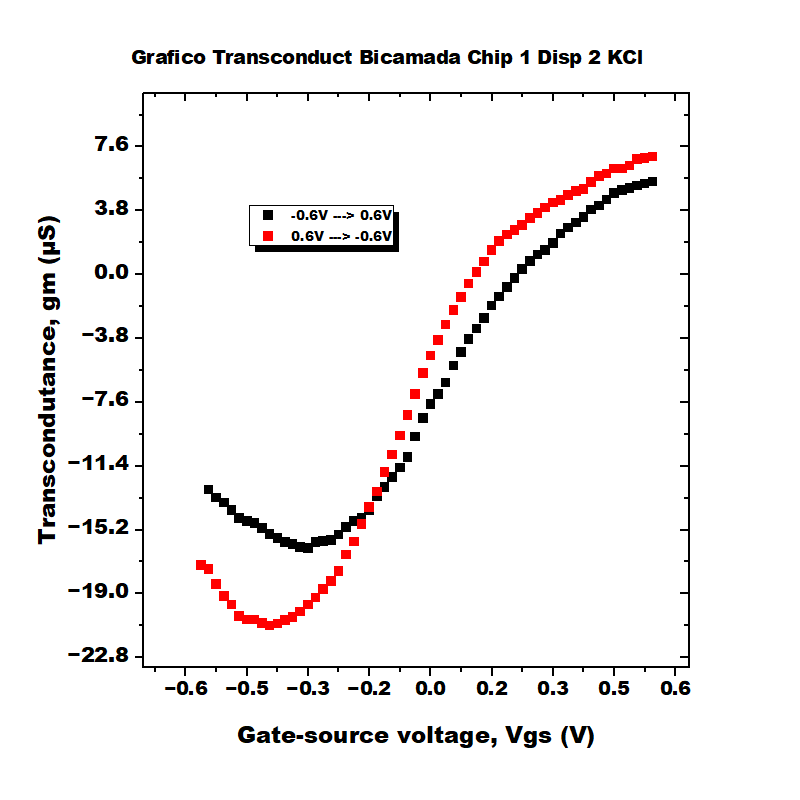 Grafico Transconduct Bicamada Chip 1 Disp 2 KCl
7.6
3.8
0.0
−3.8
−7.6
−11.4
−15.2
−19.0
−22.8
-0.6V ---> 0.6V
0.6V ---> -0.6V
Transcondutance, gm (µS)
−0.6 −0.5 −0.3 −0.2 0.0 0.2 0.3 0.5 0.6
Gate-source voltage, Vgs (V)